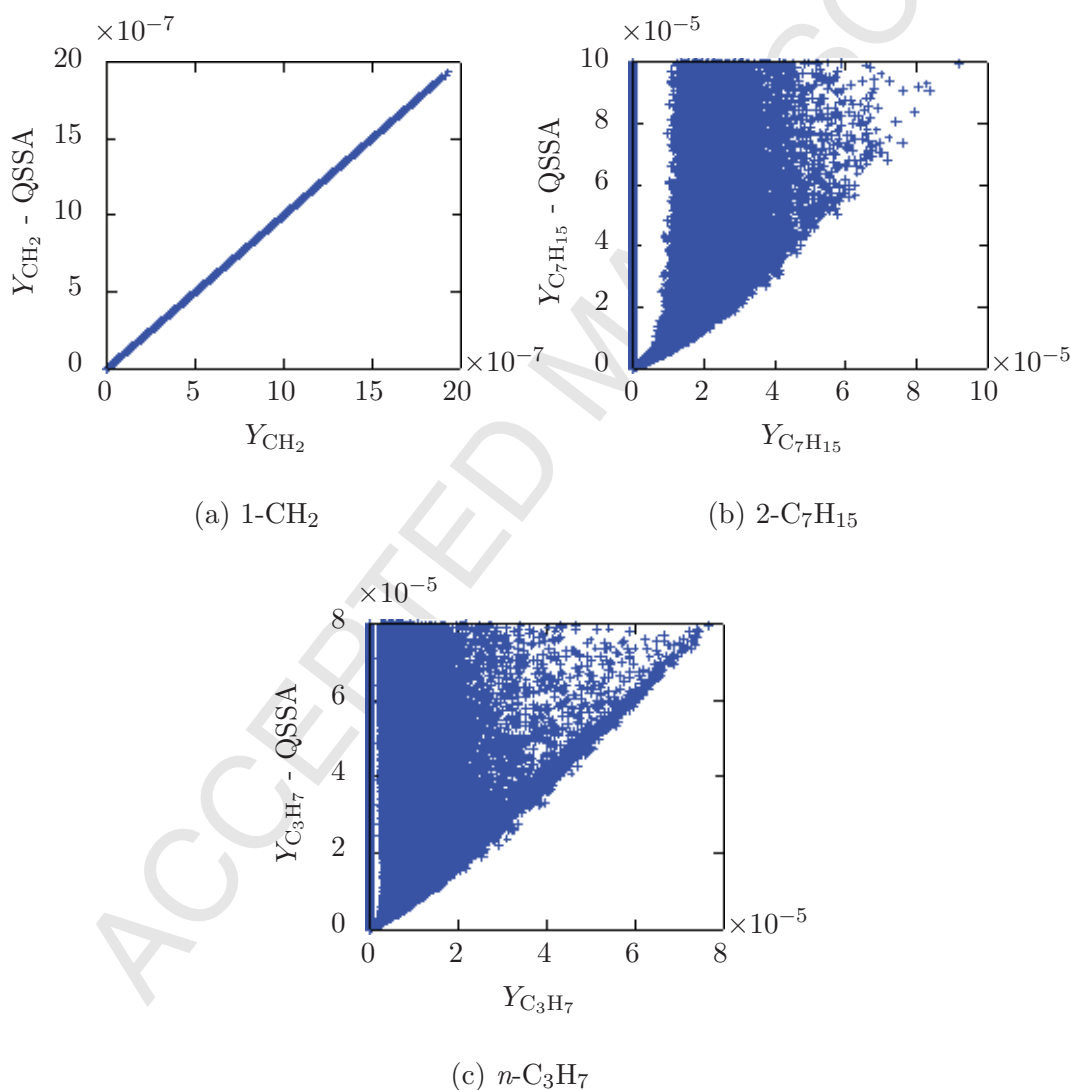 ×10⁻⁷
20
15
10
5
0
Y_CH₂ - QSSA
0 5 10 15 20
×10⁻⁷
Y_CH₂
(a) 1-CH₂
×10⁻⁵
10
8
6
4
2
0
Y_C₇H₁₅ - QSSA
0 2 4 6 8 10
×10⁻⁵
Y_C₇H₁₅
(b) 2-C₇H₁₅
×10⁻⁵
8
6
4
2
0
Y_C₃H₇ - QSSA
0 2 4 6 8
×10⁻⁵
Y_C₃H₇
(c) n-C₃H₇